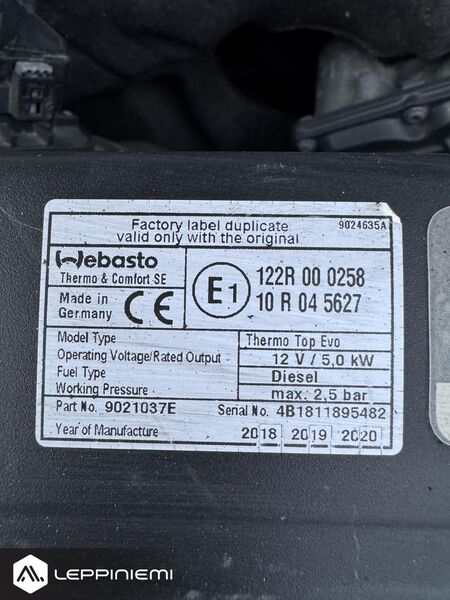 Factory label duplicate
valid only with the original
9024635A
Webasto
Thermo & Comfort SE
Made in
Germany
CE
E1
122R 00 0258
10 R 04 5627
Model Type Thermo Top Evo
Operating Voltage/Rated Output 12 V / 5,0 kW
Fuel Type Diesel
Working Pressure max. 2,5 bar
Part No. 9021037E Serial No. 4B1811895482
Year of Manufacture 2018 2019 2020
LEPPINIEMI